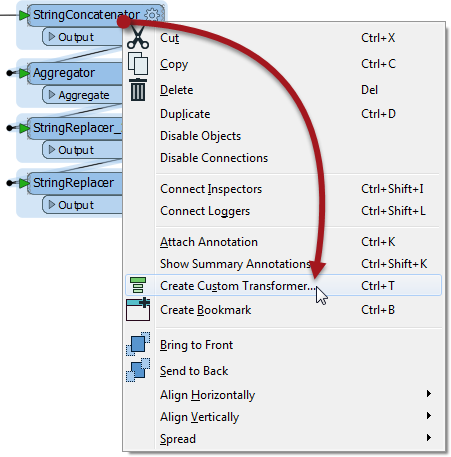 StringConcatenator
Output
Aggregator
Aggregate
StringReplacer_
Output
StringReplacer
Output
Cut Ctrl+X
Copy Ctrl+C
Delete Del
Duplicate Ctrl+D
Disable Objects
Disable Connections
Connect Inspectors Ctrl+Shift+I
Connect Loggers Ctrl+Shift+L
Attach Annotation Ctrl+K
Show Summary Annotations Ctrl+Shift+K
Create Custom Transformer... Ctrl+T
Create Bookmark Ctrl+B
Bring to Front
Send to Back
Align Horizontally
Align Vertically
Spread